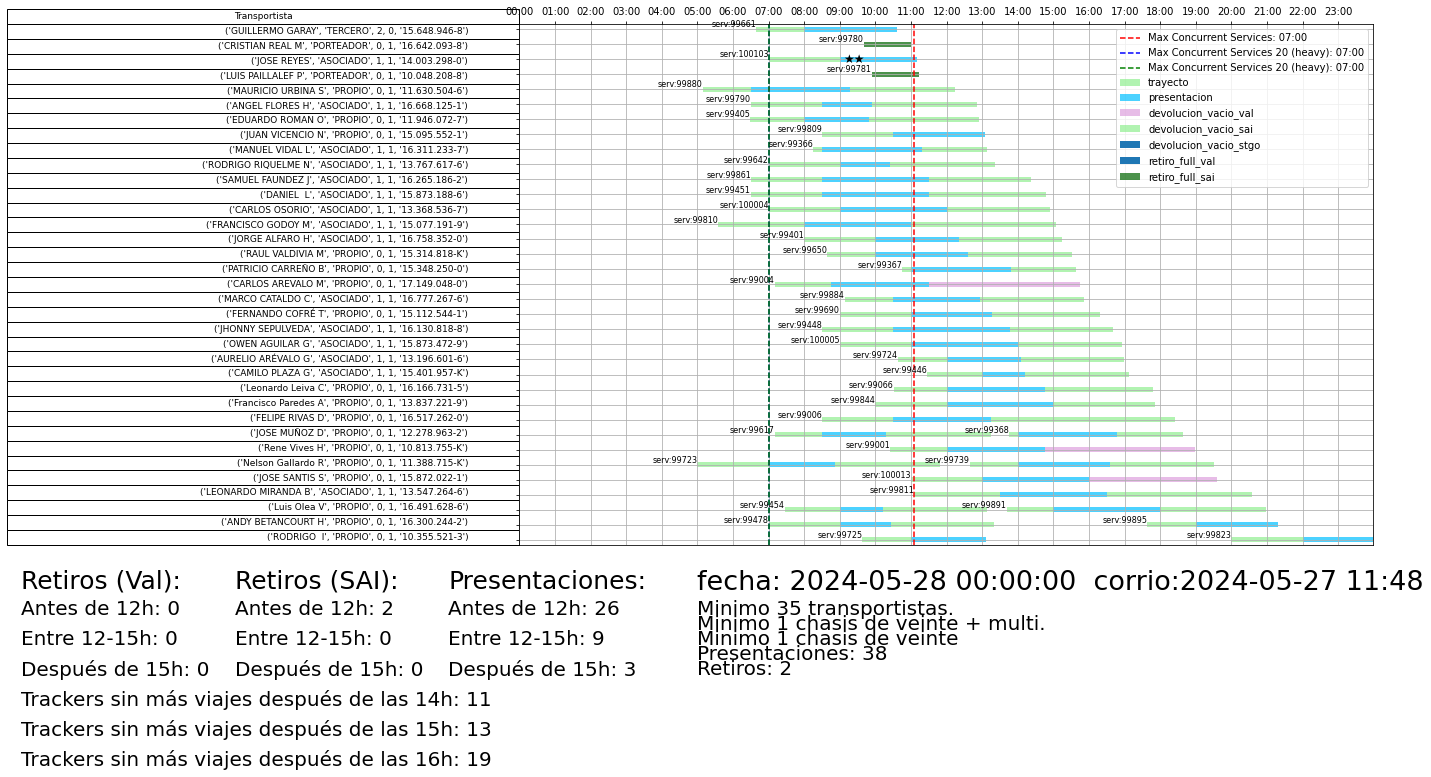 Transportista
00:00 01:00 02:00 03:00 04:00 05:00 06:00 07:00 08:00 09:00 10:00 11:00 12:00 13:00 14:00 15:00 16:00 17:00 18:00 19:00 20:00 21:00 22:00 23:00
('GUILLERMO GARAY', 'TERCERO', 2, 0, '15.648.946-8') serv:99661
('CRISTIAN REAL M', 'PORTEADOR', 0, 1, '16.642.093-8') serv:99780
('JOSE REYES', 'ASOCIADO', 1, 1, '14.003.298-0') serv:100103
('LUIS PAILLALEF P', 'PORTEADOR', 0, 1, '10.048.208-8') serv:99781
('MAURICIO URBINA S', 'PROPIO', 0, 1, '11.630.504-6') serv:99880
('ANGEL FLORES H', 'ASOCIADO', 1, 1, '16.668.125-1') serv:99790
('EDUARDO ROMAN O', 'PROPIO', 0, 1, '11.946.072-7') serv:99405
('JUAN VICENCIO N', 'PROPIO', 0, 1, '15.095.552-1') serv:99809
('MANUEL VIDAL L', 'ASOCIADO', 1, 1, '16.311.233-7') serv:99366
('RODRIGO RIQUELME N', 'ASOCIADO', 1, 1, '13.767.617-6') serv:99642
('SAMUEL FAUNDEZ J', 'ASOCIADO', 1, 1, '16.265.186-2') serv:99861
('DANIEL  L', 'ASOCIADO', 1, 1, '15.873.188-6') serv:99451
('CARLOS OSORIO', 'ASOCIADO', 1, 1, '13.368.536-7') serv:100004
('FRANCISCO GODOY M', 'ASOCIADO', 1, 1, '15.077.191-9') serv:99810
('JORGE ALFARO H', 'ASOCIADO', 1, 1, '16.758.352-0') serv:99401
('RAUL VALDIVIA M', 'PROPIO', 0, 1, '15.314.818-K') serv:99650
('PATRICIO CARREÑO B', 'PROPIO', 0, 1, '15.348.250-0') serv:99367
('CARLOS AREVALO M', 'PROPIO', 0, 1, '17.149.048-0') serv:99004
('MARCO CATALDO C', 'ASOCIADO', 1, 1, '16.777.267-6') serv:99884
('FERNANDO COFRÉ T', 'PROPIO', 0, 1, '15.112.544-1') serv:99690
('JHONNY SEPULVEDA', 'ASOCIADO', 1, 1, '16.130.818-8') serv:99448
('OWEN AGUILAR G', 'ASOCIADO', 1, 1, '15.873.472-9') serv:100005
('AURELIO ARÉVALO G', 'ASOCIADO', 1, 1, '13.196.601-6') serv:99724
('CAMILO PLAZA G', 'ASOCIADO', 1, 1, '15.401.957-K') serv:99446
('Leonardo Leiva C', 'PROPIO', 0, 1, '16.166.731-5') serv:99066
('Francisco Paredes A', 'PROPIO', 0, 1, '13.837.221-9') serv:99844
('FELIPE RIVAS D', 'PROPIO', 0, 1, '16.517.262-0') serv:99006
('JOSE MUÑOZ D', 'PROPIO', 0, 1, '12.278.963-2') serv:99617 serv:99368
('Rene Vives H', 'PROPIO', 0, 1, '10.813.755-K') serv:99001
('Nelson Gallardo R', 'PROPIO', 0, 1, '11.388.715-K') serv:99723 serv:99739
('JOSE SANTIS S', 'PROPIO', 0, 1, '15.872.022-1') serv:100013
('LEONARDO MIRANDA B', 'ASOCIADO', 1, 1, '13.547.264-6') serv:99811
('Luis Olea V', 'PROPIO', 0, 1, '16.491.628-6') serv:99454 serv:99891
('ANDY BETANCOURT H', 'PROPIO', 0, 1, '16.300.244-2') serv:99478 serv:99895
('RODRIGO  I', 'PROPIO', 0, 1, '10.355.521-3') serv:99725 serv:99823
Max Concurrent Services: 07:00
Max Concurrent Services 20 (heavy): 07:00
Max Concurrent Services 20 (heavy): 07:00
trayecto
presentacion
devolucion_vacio_val
devolucion_vacio_sai
devolucion_vacio_stgo
retiro_full_val
retiro_full_sai
Retiros (Val):
Antes de 12h: 0
Entre 12-15h: 0
Después de 15h: 0
Retiros (SAI):
Antes de 12h: 2
Entre 12-15h: 0
Después de 15h: 0
Presentaciones:
Antes de 12h: 26
Entre 12-15h: 9
Después de 15h: 3
Trackers sin más viajes después de las 14h: 11
Trackers sin más viajes después de las 15h: 13
Trackers sin más viajes después de las 16h: 19
fecha: 2024-05-28 00:00:00  corrio:2024-05-27 11:48
Minimo 35 transportistas.
Minimo 1 chasis de veinte + multi.
Minimo 1 chasis de veinte
Presentaciones: 38
Retiros: 2